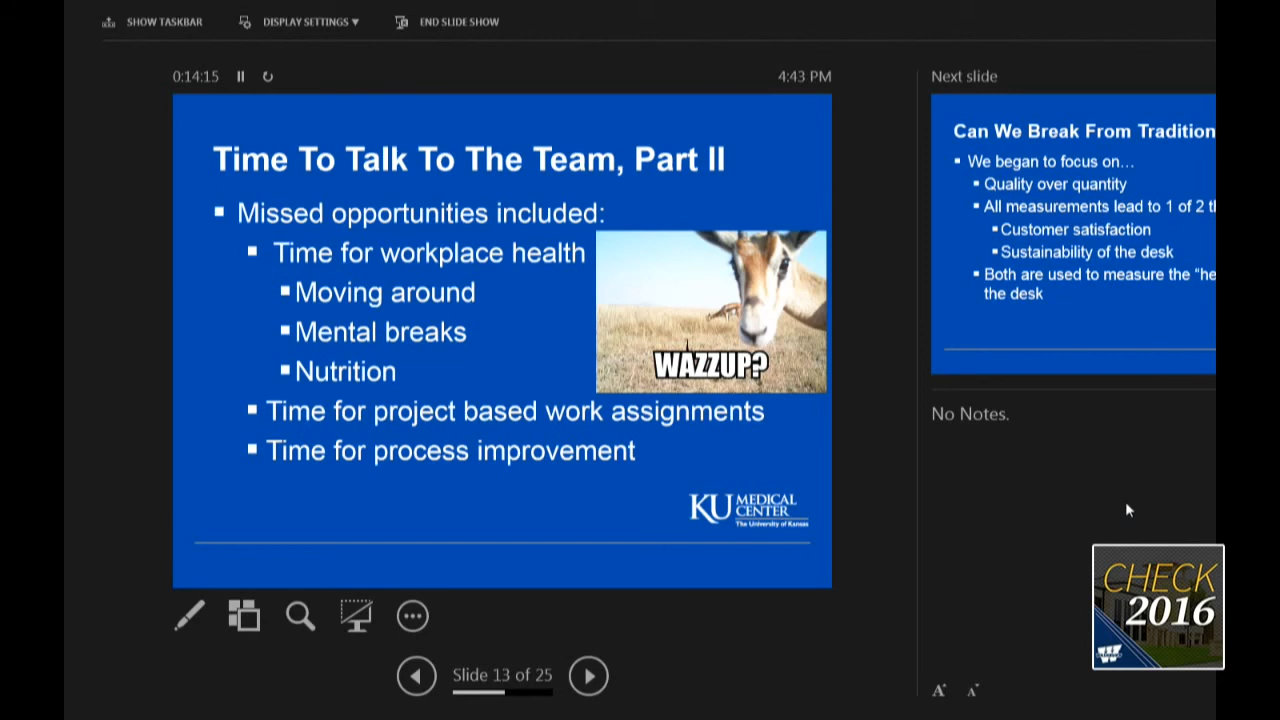 SHOW TASKBAR
DISPLAY SETTINGS
END SLIDE SHOW
0:14:15
4:43 PM
Time To Talk To The Team, Part II
Missed opportunities included:
Time for workplace health
Moving around
Mental breaks
Nutrition
WAZZUP?
Time for project based work assignments
Time for process improvement
KU MEDICAL CENTER
The University of Kansas
Slide 13 of 25
Next slide
Can We Break From Tradition
We began to focus on…
Quality over quantity
All measurements lead to 1 of 2 t
Customer satisfaction
Sustainability of the desk
Both are used to measure the “he
the desk
No Notes.
CHECK
2016
W
A A